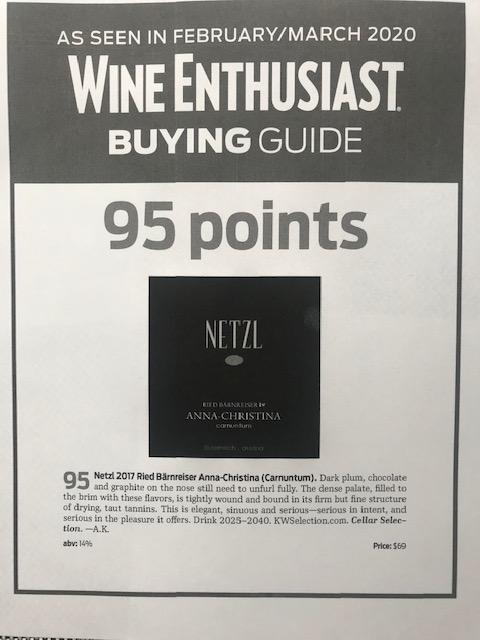 AS SEEN IN FEBRUARY/MARCH 2020
WINE ENTHUSIAST
BUYING GUIDE
95 points
NETZL
RIED BÄRNREISER
ANNA-CHRISTINA
carnuntum
95 Netzl 2017 Ried Bärnreiser Anna-Christina (Carnuntum). Dark plum, chocolate
and graphite on the nose still need to unfurl fully. The dense palate, filled to
the brim with these flavors, is tightly wound and bound in its firm but fine structure
of drying, taut tannins. This is elegant, sinuous and serious—serious in intent, and
serious in the pleasure it offers. Drink 2025–2040. KWSelection.com. Cellar Selec-
tion. —A.K.
abv: 14% Price: $69